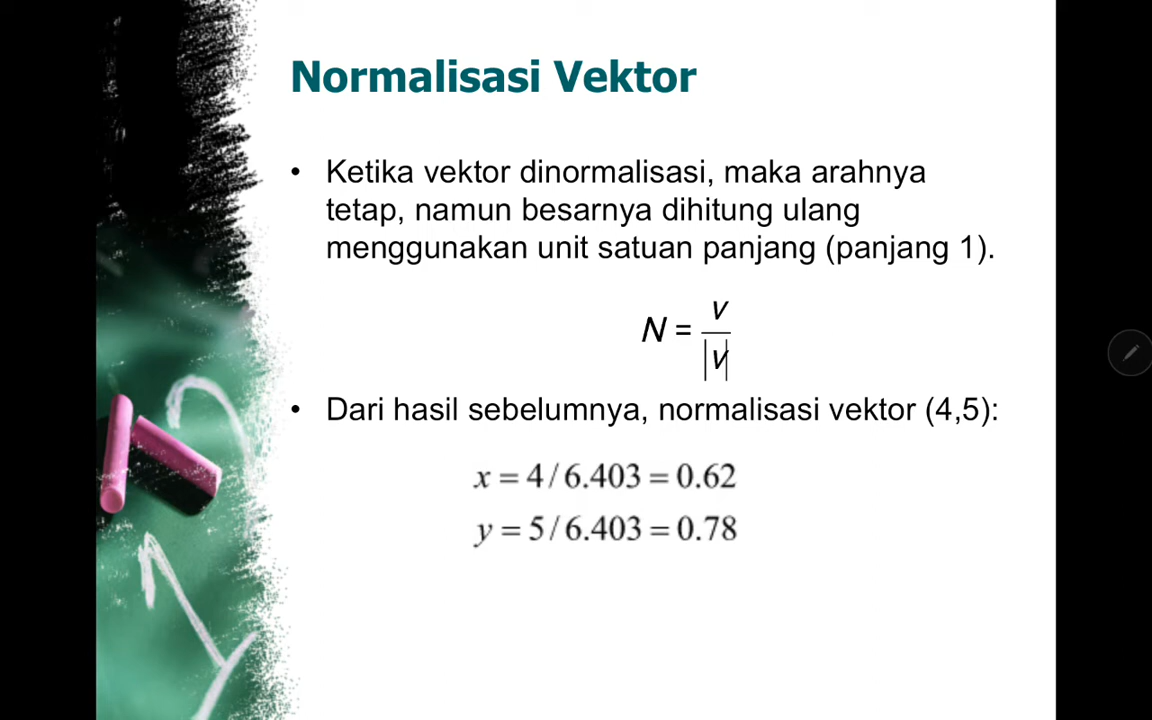 Normalisasi Vektor
• Ketika vektor dinormalisasi, maka arahnya
tetap, namun besarnya dihitung ulang
menggunakan unit satuan panjang (panjang 1).
N = v / |v|
• Dari hasil sebelumnya, normalisasi vektor (4,5):
x = 4 / 6.403 = 0.62
y = 5 / 6.403 = 0.78